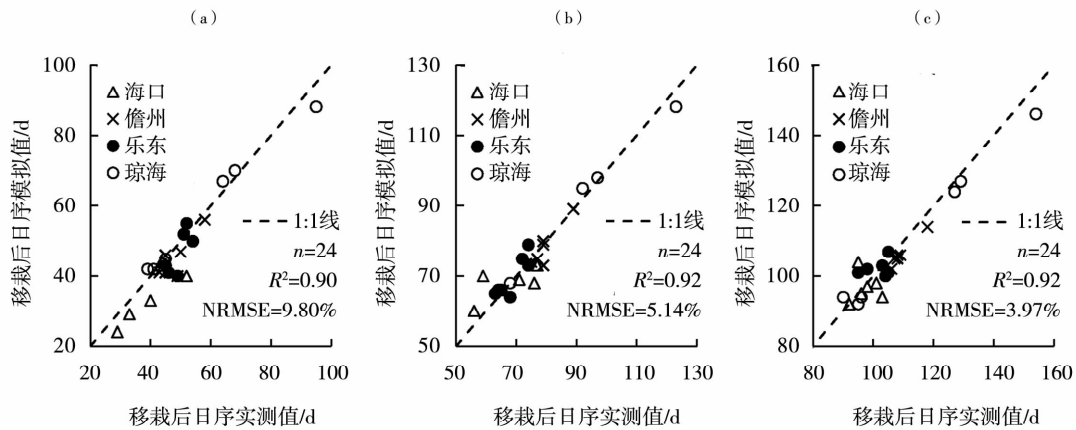 (a)
移栽后日序模拟值/d
100
80
60
40
20
海口
儋州
乐东
琼海
1:1线
n=24
R²=0.90
NRMSE=9.80%
20 40 60 80 100
移栽后日序实测值/d
(b)
移栽后日序模拟值/d
130
110
90
70
50
海口
儋州
乐东
琼海
1:1线
n=24
R²=0.92
NRMSE=5.14%
50 70 90 110 130
移栽后日序实测值/d
(c)
移栽后日序模拟值/d
160
140
120
100
80
海口
儋州
乐东
琼海
1:1线
n=24
R²=0.92
NRMSE=3.97%
80 100 120 140 160
移栽后日序实测值/d